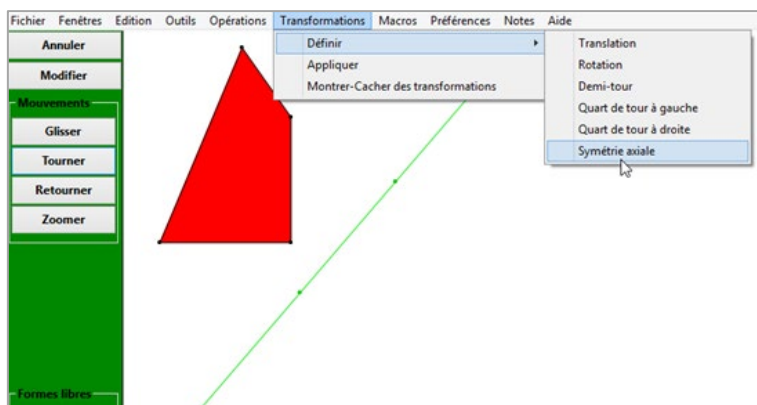 Fichier Fenêtres Edition Outils Opérations Transformations Macros Préférences Notes Aide
Annuler
Modifier
Mouvements
Glisser
Tourner
Retourner
Zoomer
Formes libres
Définir
Appliquer
Montrer-Cacher des transformations
Translation
Rotation
Demi-tour
Quart de tour à gauche
Quart de tour à droite
Symétrie axiale